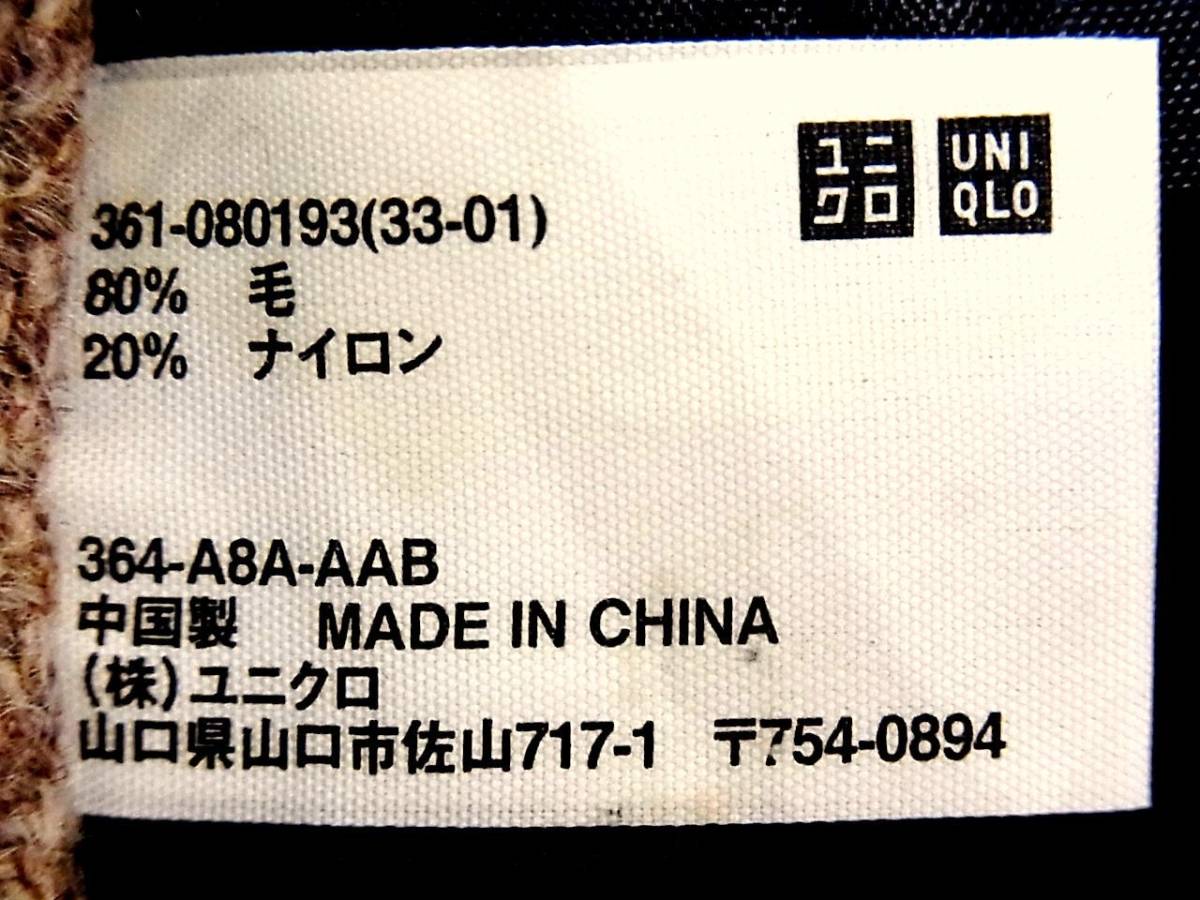 ユニ
クロ
UNI
QLO
361-080193(33-01)
80% 毛
20% ナイロン
364-A8A-AAB
中国製 MADE IN CHINA
(株)ユニクロ
山口県山口市佐山717-1 〒754-0894